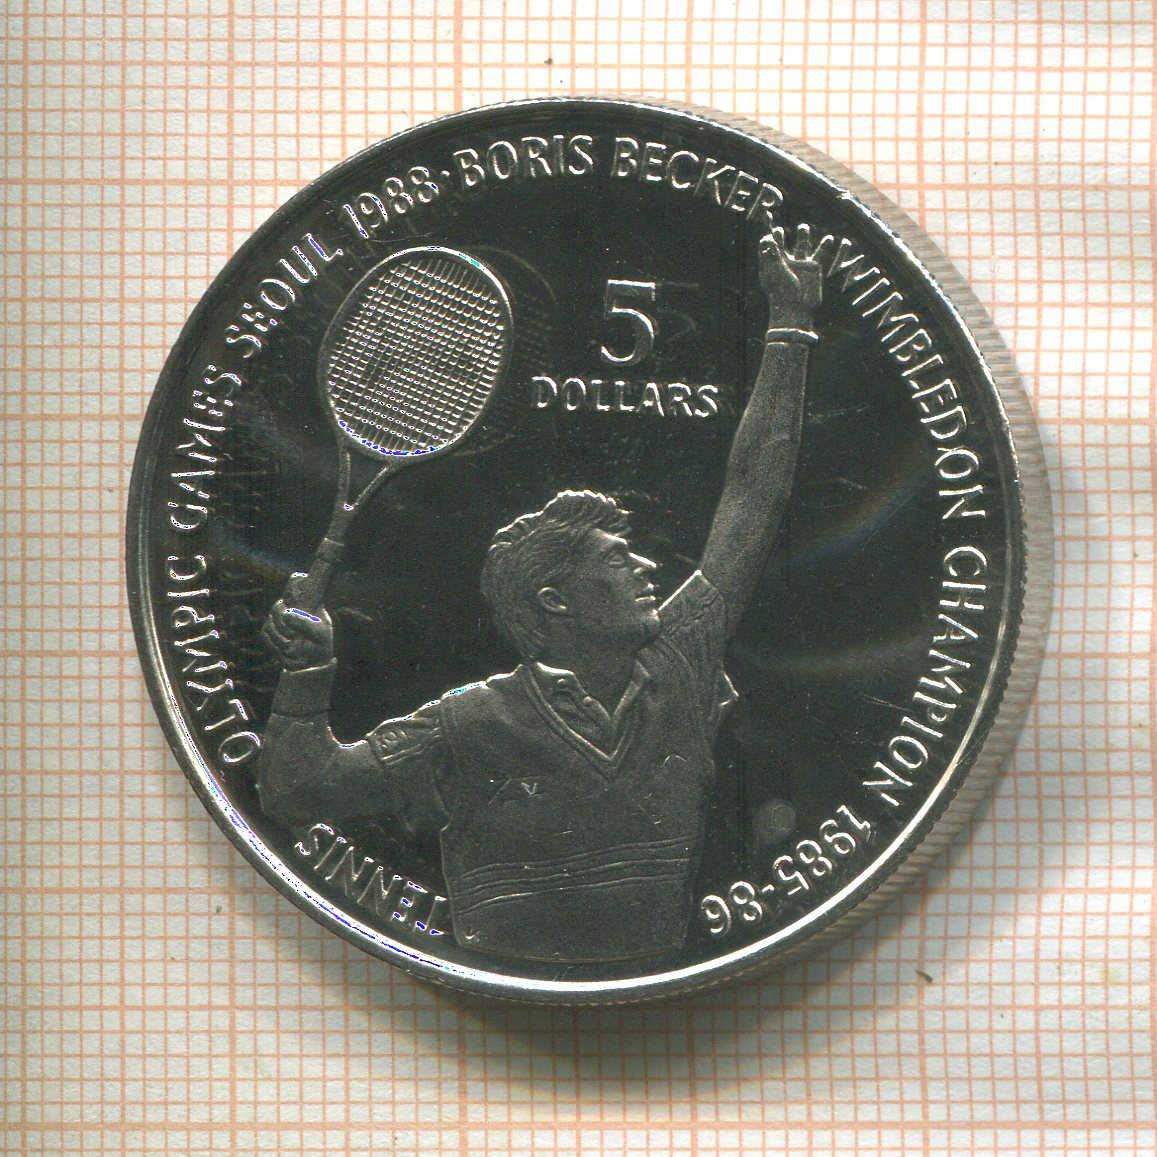 TENNIS OLYMPIC GAMES SEOUL 1988·BORIS BECKER WIMBLEDON CHAMPION 1985-86
5
DOLLARS